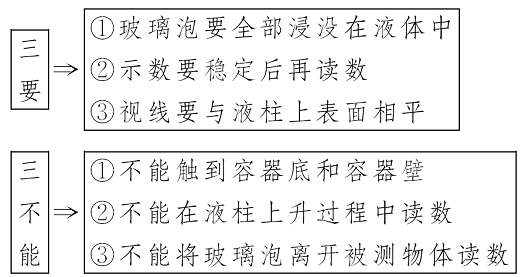 三要
⇒
①玻璃泡要全部浸没在液体中
②示数要稳定后再读数
③视线要与液柱上表面相平
三不能
⇒
①不能触到容器底和容器壁
②不能在液柱上升过程中读数
③不能将玻璃泡离开被测物体读数